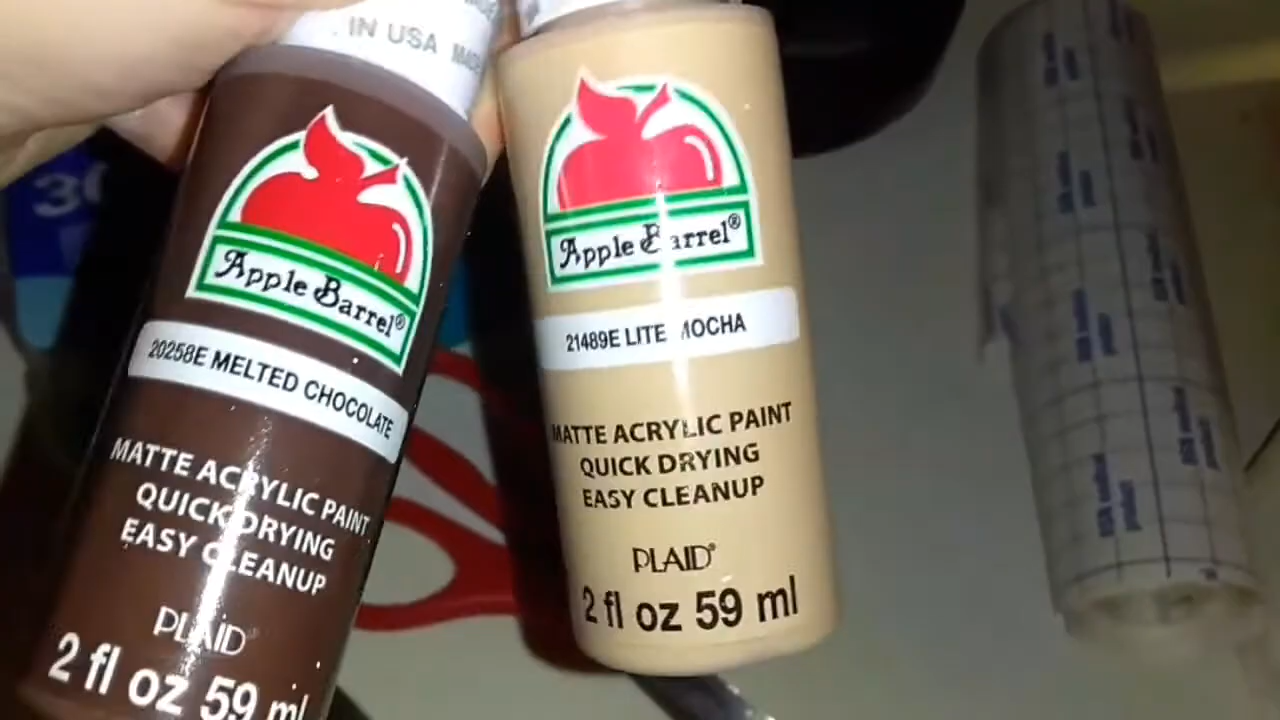 IN USA
Apple Barrel®
20258E MELTED CHOCOLATE
MATTE ACRYLIC PAINT
QUICK DRYING
EASY CLEANUP
PLAID
2 fl oz 59 ml
Apple Barrel®
21489E LITE MOCHA
MATTE ACRYLIC PAINT
QUICK DRYING
EASY CLEANUP
PLAID®
2 fl oz 59 ml
30